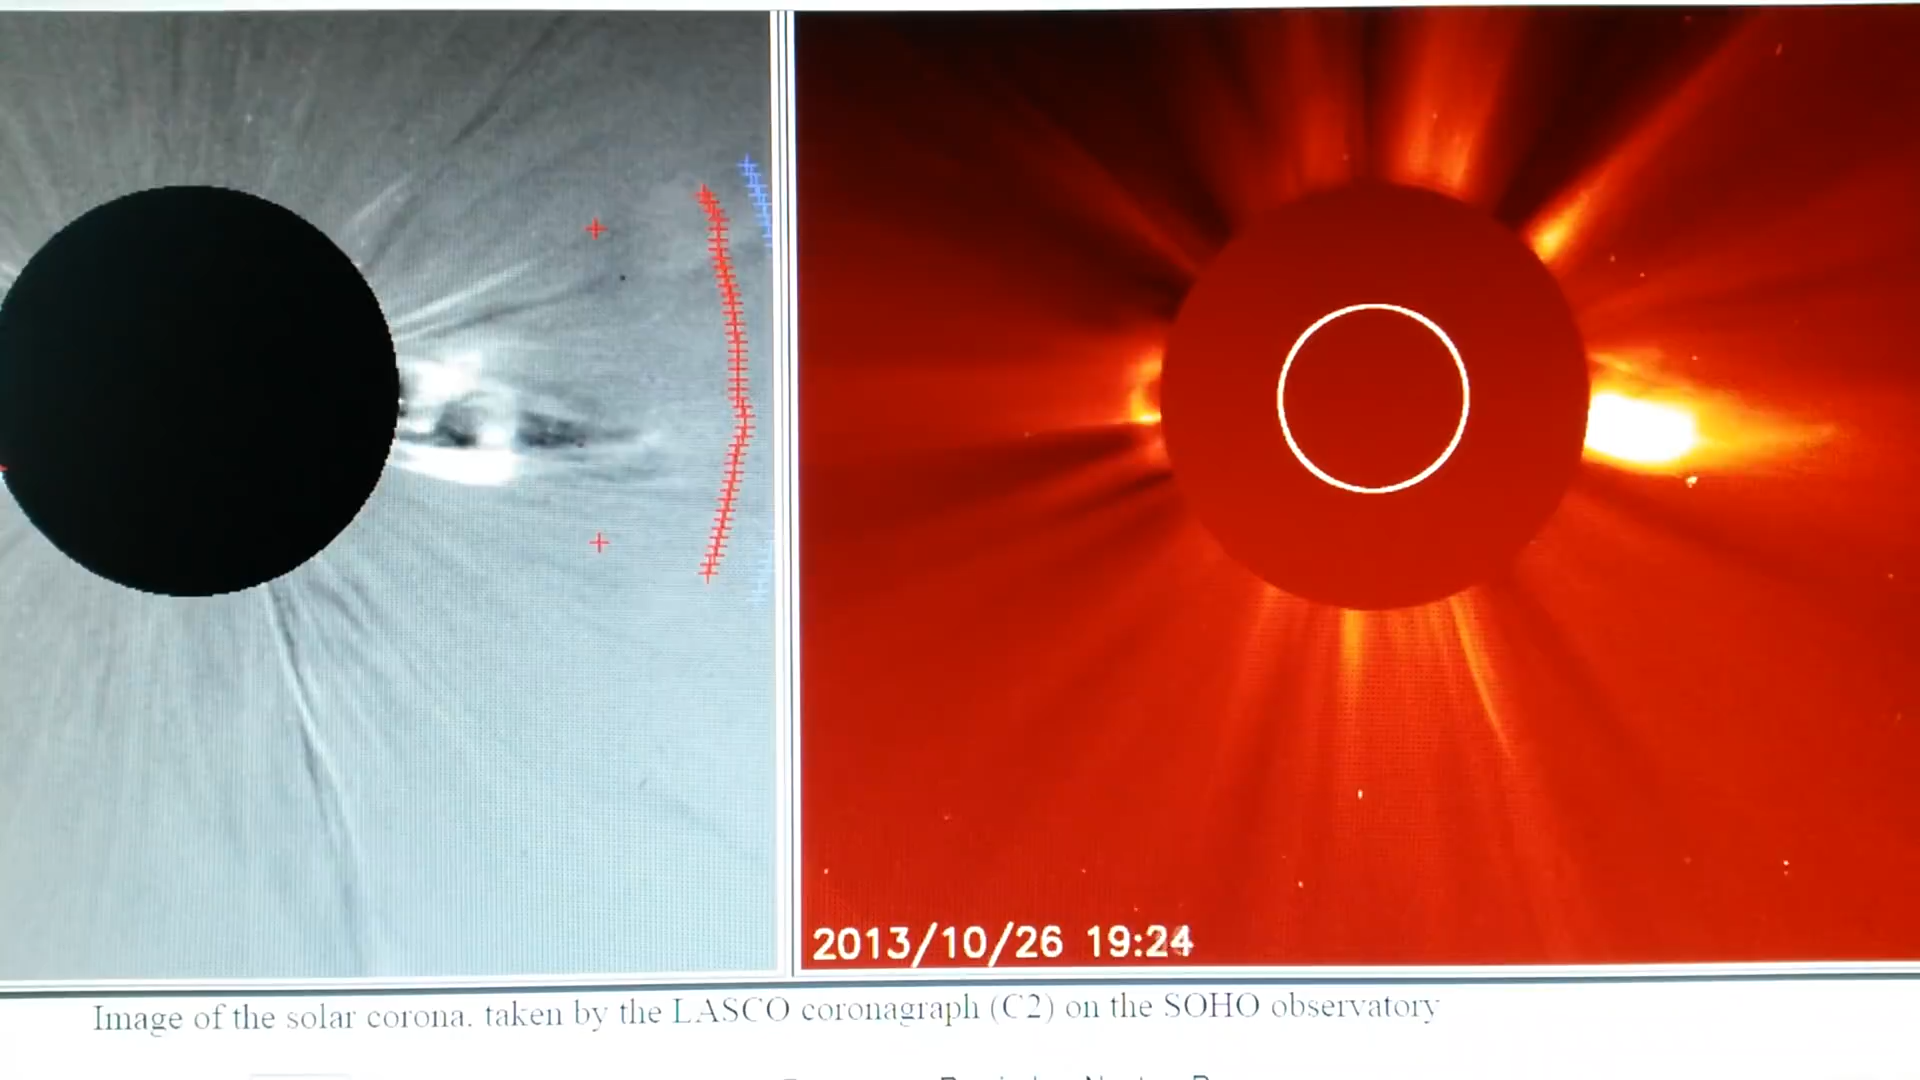 2013/10/26 19:24
Image of the solar corona. taken by the LASCO coronagraph (C2) on the SOHO observatory